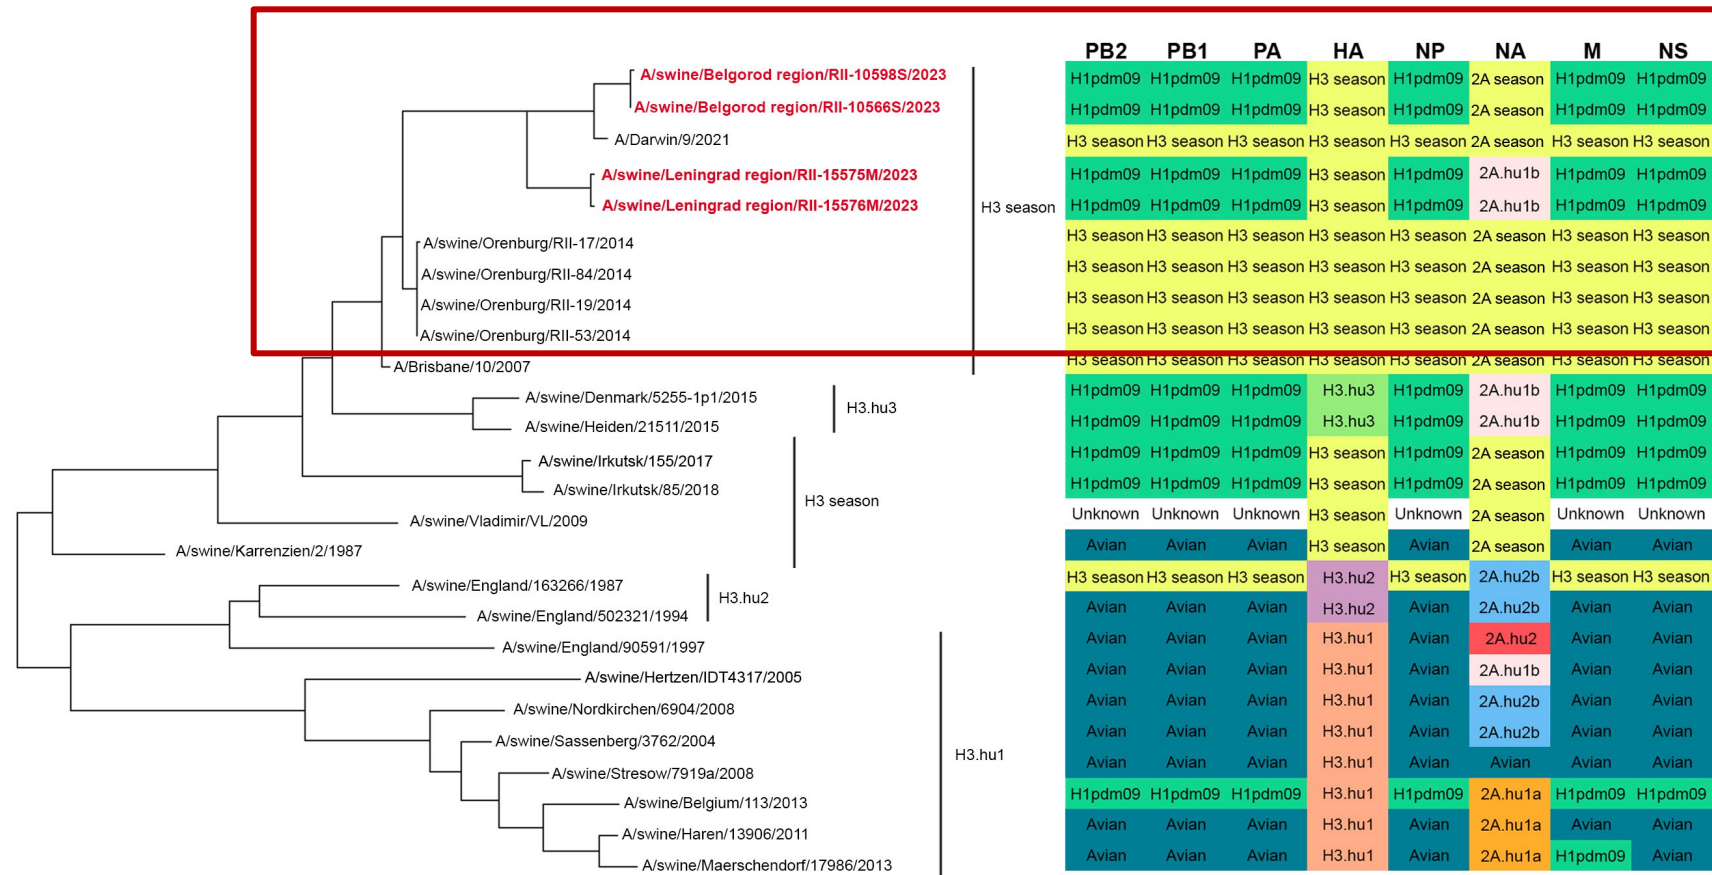 PB2 PB1 PA HA NP NA M NS
A/swine/Belgorod region/RII-10598S/2023 H1pdm09 H1pdm09 H1pdm09 H3 season H1pdm09 2A season H1pdm09 H1pdm09
A/swine/Belgorod region/RII-10566S/2023 H1pdm09 H1pdm09 H1pdm09 H3 season H1pdm09 2A season H1pdm09 H1pdm09
A/Darwin/9/2021 H3 season H3 season H3 season H3 season H3 season 2A season H3 season H3 season
A/swine/Leningrad region/RII-15575M/2023 H1pdm09 H1pdm09 H1pdm09 H3 season H1pdm09 2A.hu1b H1pdm09 H1pdm09
A/swine/Leningrad region/RII-15576M/2023 H1pdm09 H1pdm09 H1pdm09 H3 season H1pdm09 2A.hu1b H1pdm09 H1pdm09
H3 season
A/swine/Orenburg/RII-17/2014 H3 season H3 season H3 season H3 season H3 season 2A season H3 season H3 season
A/swine/Orenburg/RII-84/2014 H3 season H3 season H3 season H3 season H3 season 2A season H3 season H3 season
A/swine/Orenburg/RII-19/2014 H3 season H3 season H3 season H3 season H3 season 2A season H3 season H3 season
A/swine/Orenburg/RII-53/2014 H3 season H3 season H3 season H3 season H3 season 2A season H3 season H3 season
A/Brisbane/10/2007 H3 season H3 season H3 season H3 season H3 season 2A season H3 season H3 season
A/swine/Denmark/5255-1p1/2015 H1pdm09 H1pdm09 H1pdm09 H3.hu3 H1pdm09 2A.hu1b H1pdm09 H1pdm09
H3.hu3
A/swine/Heiden/21511/2015 H1pdm09 H1pdm09 H1pdm09 H3.hu3 H1pdm09 2A.hu1b H1pdm09 H1pdm09
A/swine/Irkutsk/155/2017 H1pdm09 H1pdm09 H1pdm09 H3 season H1pdm09 2A season H1pdm09 H1pdm09
A/swine/Irkutsk/85/2018 H1pdm09 H1pdm09 H1pdm09 H3 season H1pdm09 2A season H1pdm09 H1pdm09
H3 season
A/swine/Vladimir/VL/2009 Unknown Unknown Unknown H3 season Unknown 2A season Unknown Unknown
A/swine/Karrenzien/2/1987 Avian Avian Avian H3 season Avian 2A season Avian Avian
A/swine/England/163266/1987 H3 season H3 season H3 season H3.hu2 H3 season 2A.hu2b H3 season H3 season
H3.hu2
A/swine/England/502321/1994 Avian Avian Avian H3.hu2 Avian 2A.hu2b Avian Avian
A/swine/England/90591/1997 Avian Avian Avian H3.hu1 Avian 2A.hu2 Avian Avian
A/swine/Hertzen/IDT4317/2005 Avian Avian Avian H3.hu1 Avian 2A.hu1b Avian Avian
A/swine/Nordkirchen/6904/2008 Avian Avian Avian H3.hu1 Avian 2A.hu2b Avian Avian
A/swine/Sassenberg/3762/2004 Avian Avian Avian H3.hu1 Avian 2A.hu2b Avian Avian
H3.hu1
A/swine/Stresow/7919a/2008 Avian Avian Avian H3.hu1 Avian Avian Avian Avian
A/swine/Belgium/113/2013 H1pdm09 H1pdm09 H1pdm09 H3.hu1 H1pdm09 2A.hu1a H1pdm09 H1pdm09
A/swine/Haren/13906/2011 Avian Avian Avian H3.hu1 Avian 2A.hu1a Avian Avian
A/swine/Maerschendorf/17986/2013 Avian Avian Avian H3.hu1 Avian 2A.hu1a H1pdm09 Avian